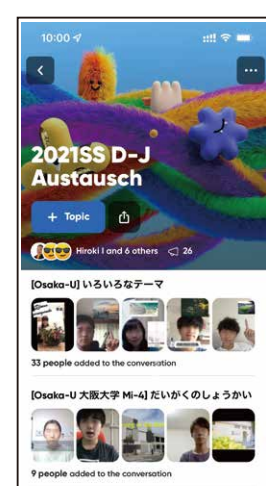 10:00
2021SS D-J
Austausch
+ Topic
Hiroki I and 6 others 26
[Osaka-U] いろいろなテーマ
33 people added to the conversation
[Osaka-U 大阪大学 Mi-4] だいがくのしょうかい
9 people added to the conversation